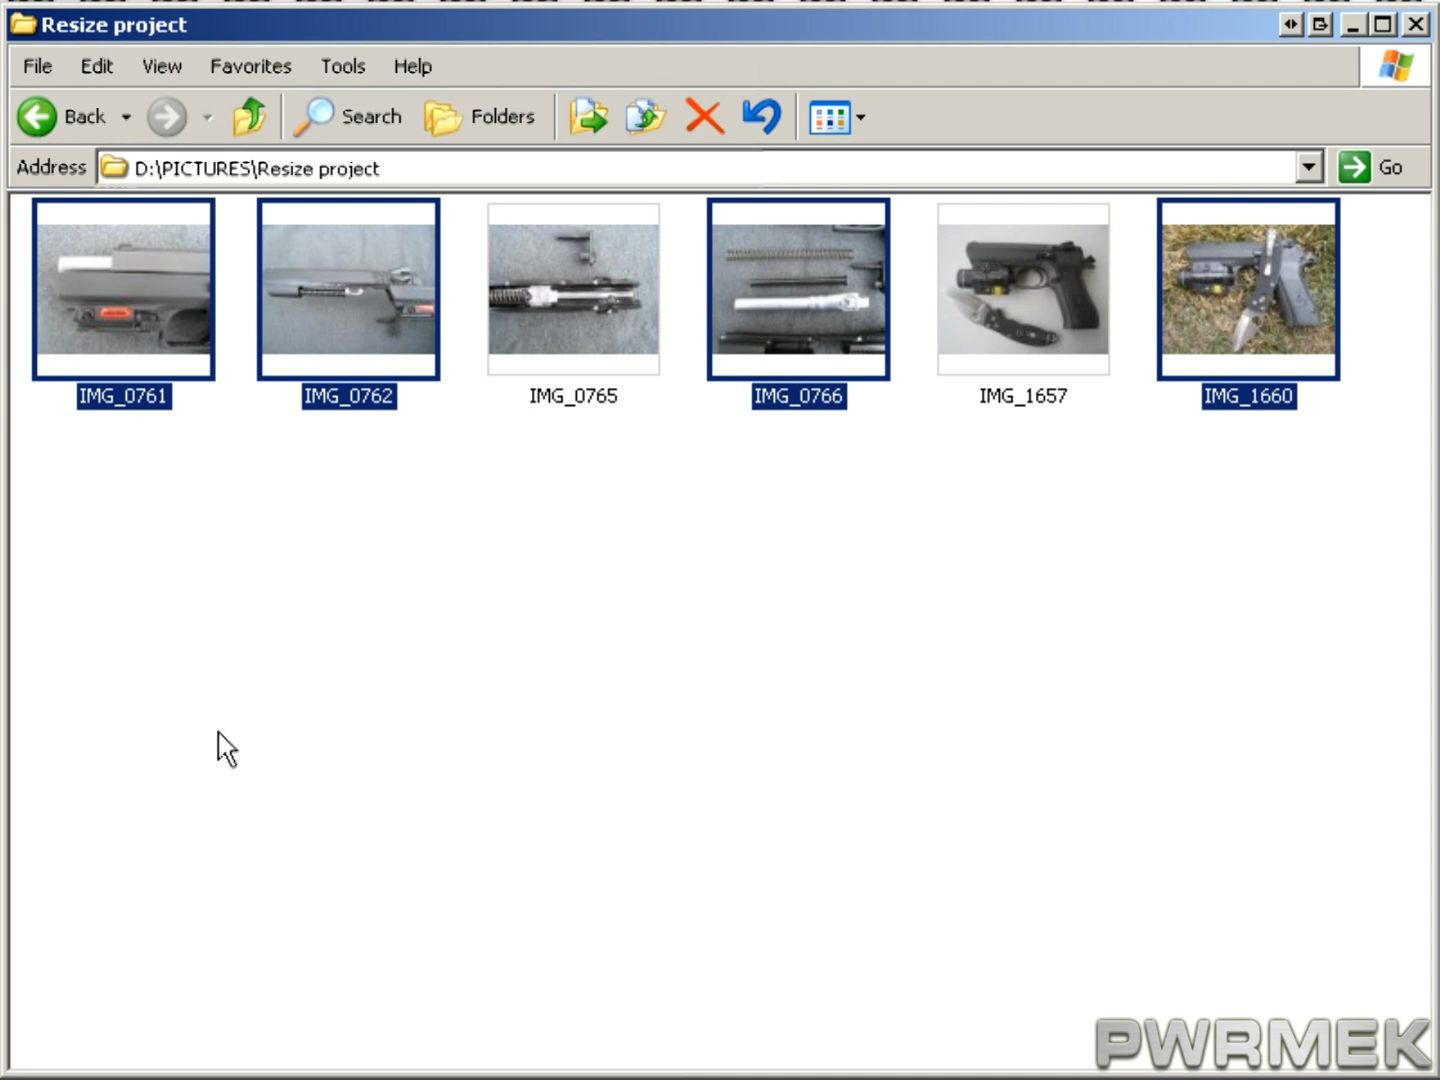 Resize project
File Edit View Favorites Tools Help
Back Search Folders
Address D:\PICTURES\Resize project Go
IMG_0761 IMG_0762 IMG_0765 IMG_0766 IMG_1657 IMG_1660
PWRMEK